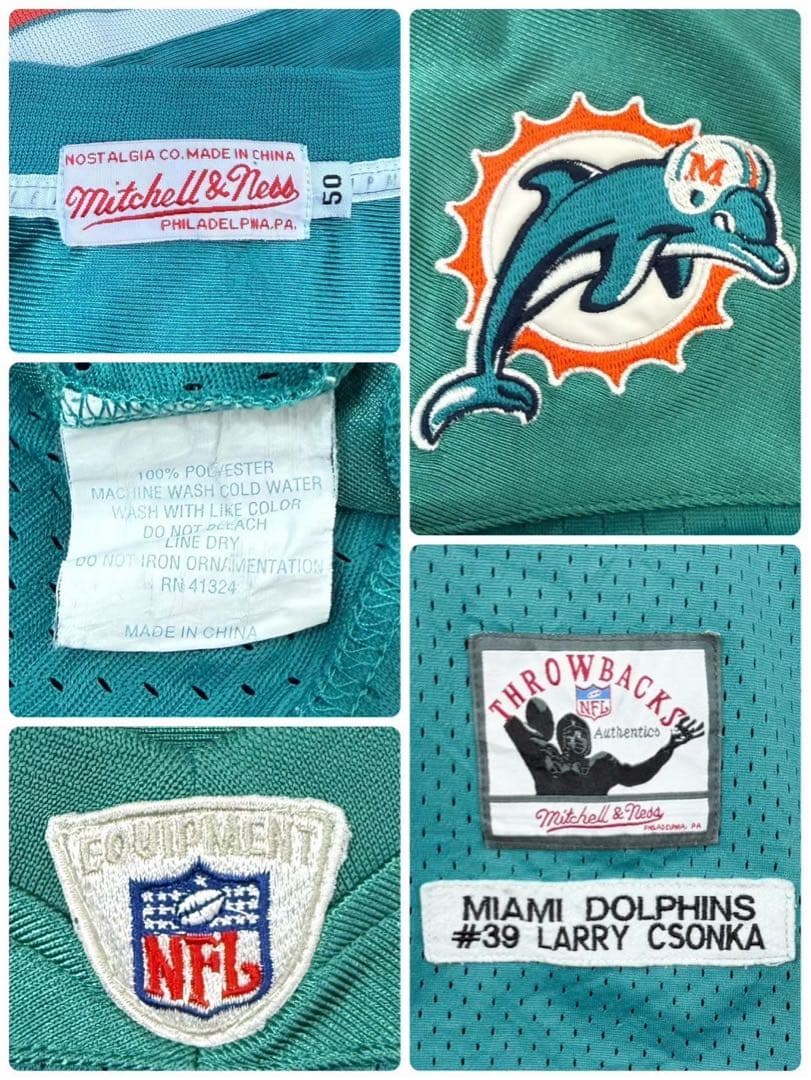 NOSTALGIA CO. MADE IN CHINA
Mitchell & Ness
PHILADELPHIA, PA.
50
M
100% POLYESTER
MACHINE WASH COLD WATER
WASH WITH LIKE COLOR
DO NOT BLEACH
LINE DRY
DO NOT IRON ORNAMENTATION
RN 41324
MADE IN CHINA
EQUIPMENT
NFL
THROWBACKS
NFL
Authentics
Mitchell & Ness
PHILADELPHIA, PA
MIAMI DOLPHINS
#39 LARRY CSONKA